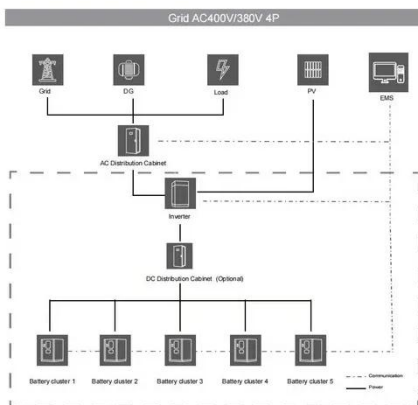 Grid AC400V/380V 4P
Grid
DG
Load
PV
EMS
AC Distribution Cabinet
Inverter
DC Distribution Cabinet (Optional)
Battery cluster 1
Battery cluster 2
Battery cluster 3
Battery cluster 4
Battery cluster 5
Communication
Power